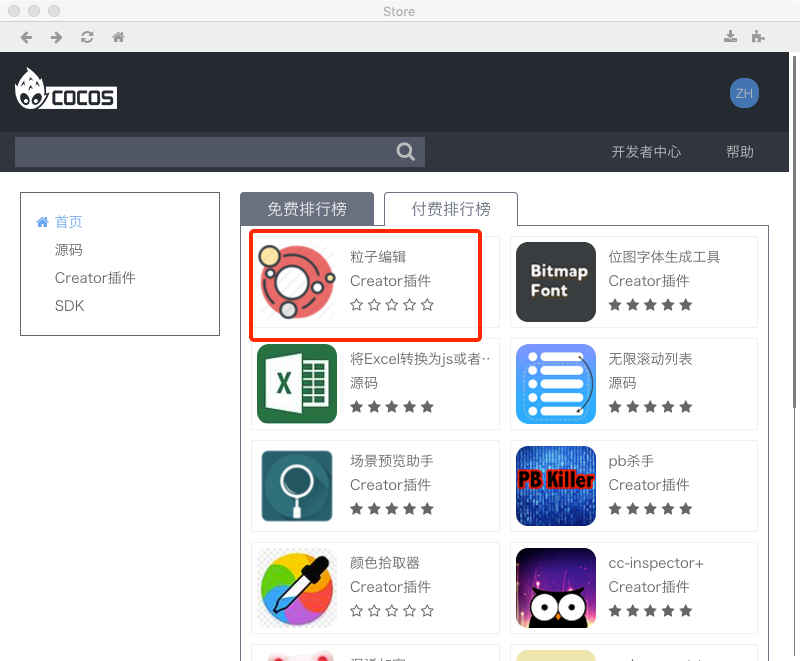 Store
COCOS
ZH
开发者中心
帮助
首页
源码
Creator插件
SDK
免费排行榜
付费排行榜
粒子编辑
Creator插件
Bitmap
Font
位图字体生成工具
Creator插件
X
将Excel转换为js或者··
源码
无限滚动列表
源码
场景预览助手
Creator插件
PB Killer
pb杀手
Creator插件
颜色拾取器
Creator插件
cc-inspector+
Creator插件